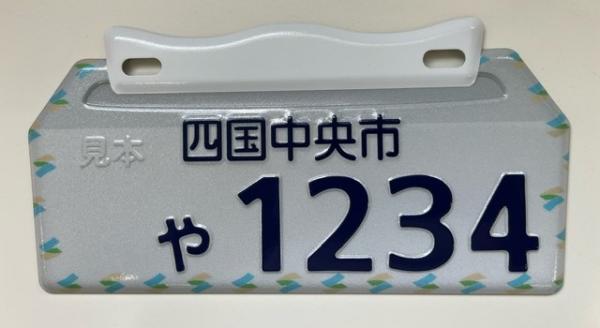 四国中央市
見本
や 1234